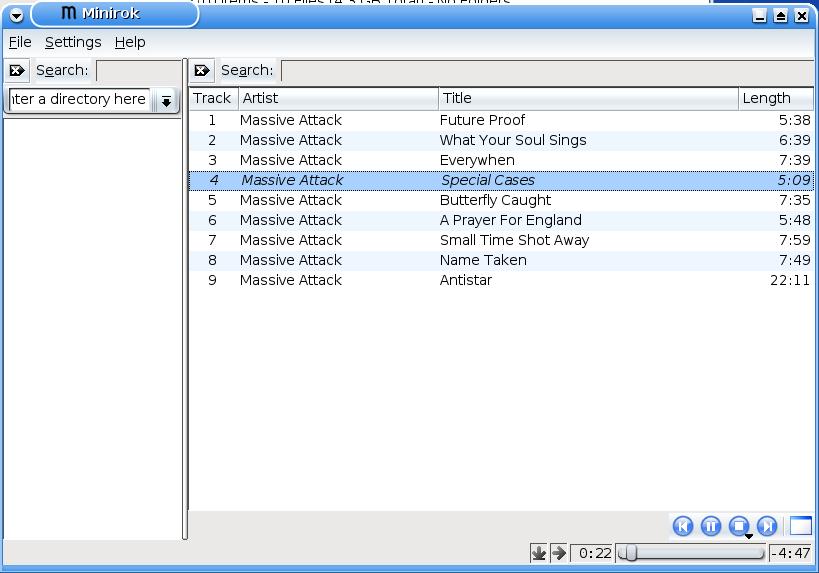 Minirok
File Settings Help
Search: Search:
ter a directory here
Track Artist Title Length
1 Massive Attack Future Proof 5:38
2 Massive Attack What Your Soul Sings 6:39
3 Massive Attack Everywhen 7:39
4 Massive Attack Special Cases 5:09
5 Massive Attack Butterfly Caught 7:35
6 Massive Attack A Prayer For England 5:48
7 Massive Attack Small Time Shot Away 7:59
8 Massive Attack Name Taken 7:49
9 Massive Attack Antistar 22:11
0:22 -4:47